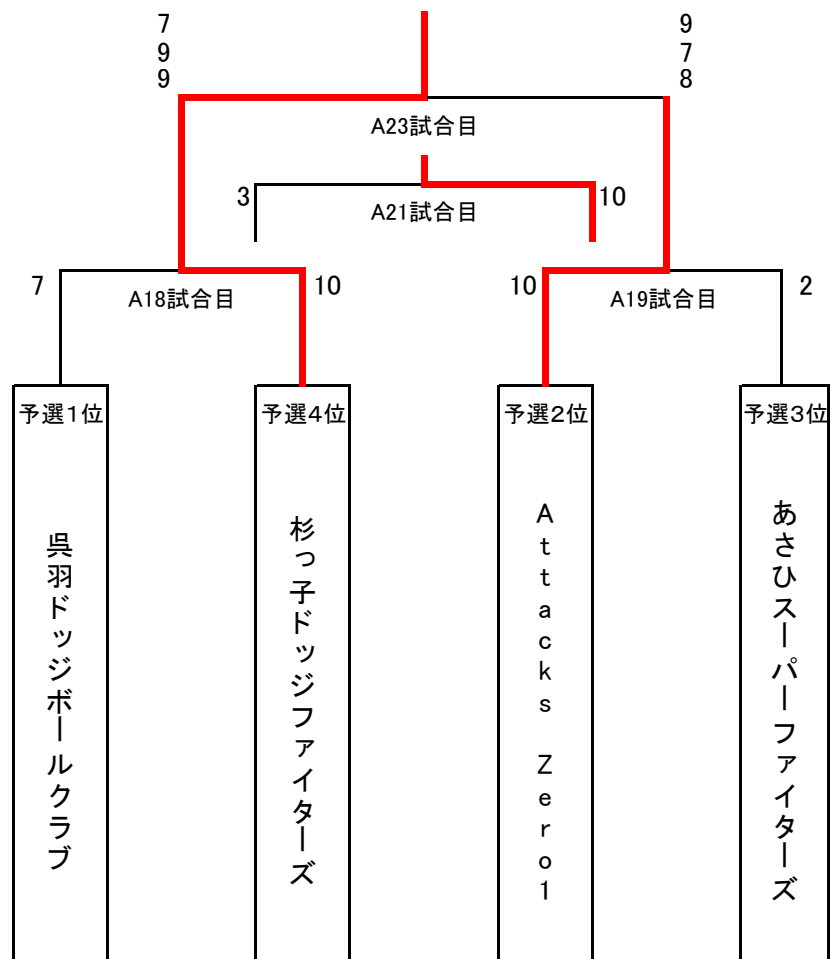 7
9
9
9
7
8
A23試合目
3
A21試合目
10
7
A18試合目
10
10
A19試合目
2
予選1位
予選4位
予選2位
予選3位
呉羽ドッジボールクラブ
杉っ子ドッジファイターズ
Attacks Zero1
あさひスーパーファイターズ